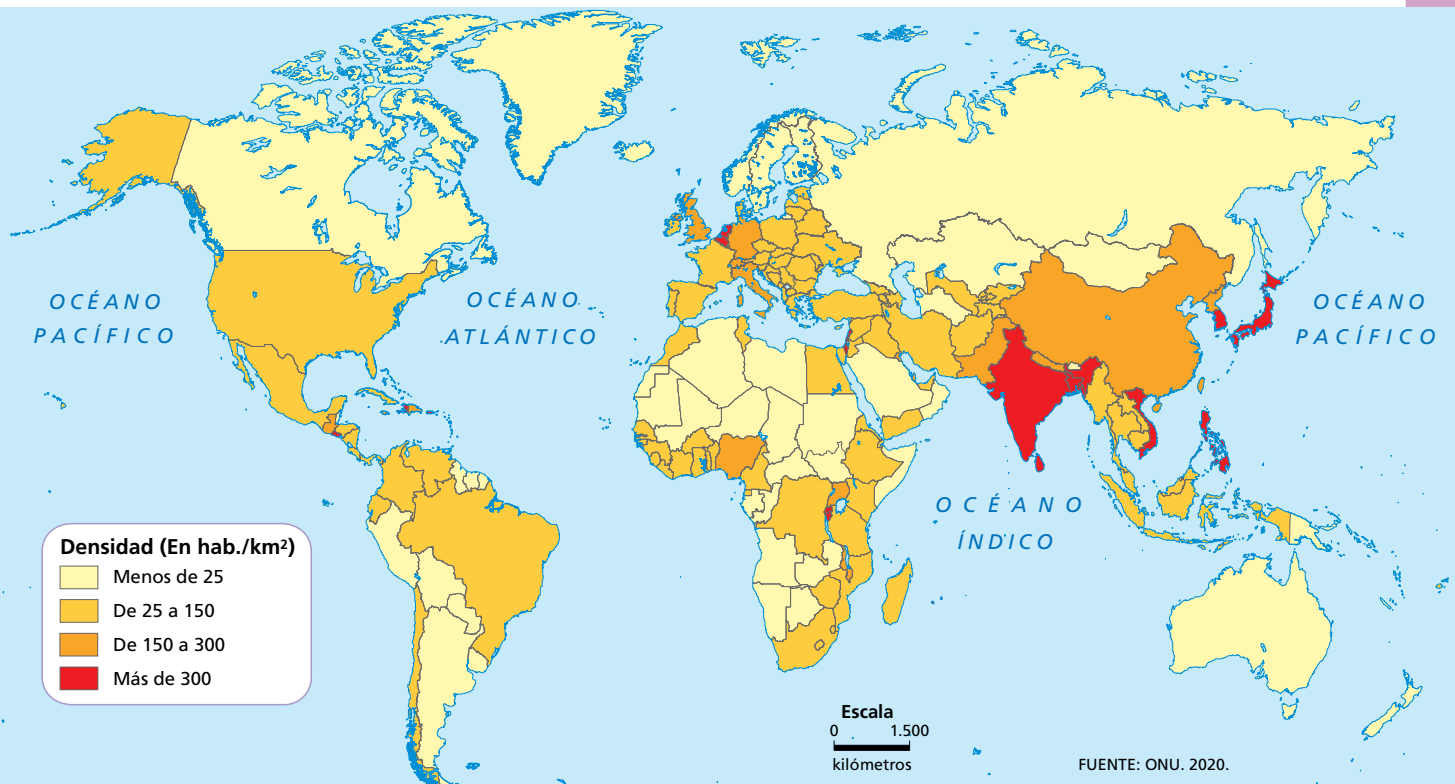 OCÉANO
PACÍFICO
OCÉANO
ATLÁNTICO
OCÉANO
PACÍFICO
OCÉANO
ÍNDICO
Densidad (En hab./km²)
Menos de 25
De 25 a 150
De 150 a 300
Más de 300
Escala
0 1.500
kilómetros
FUENTE: ONU. 2020.